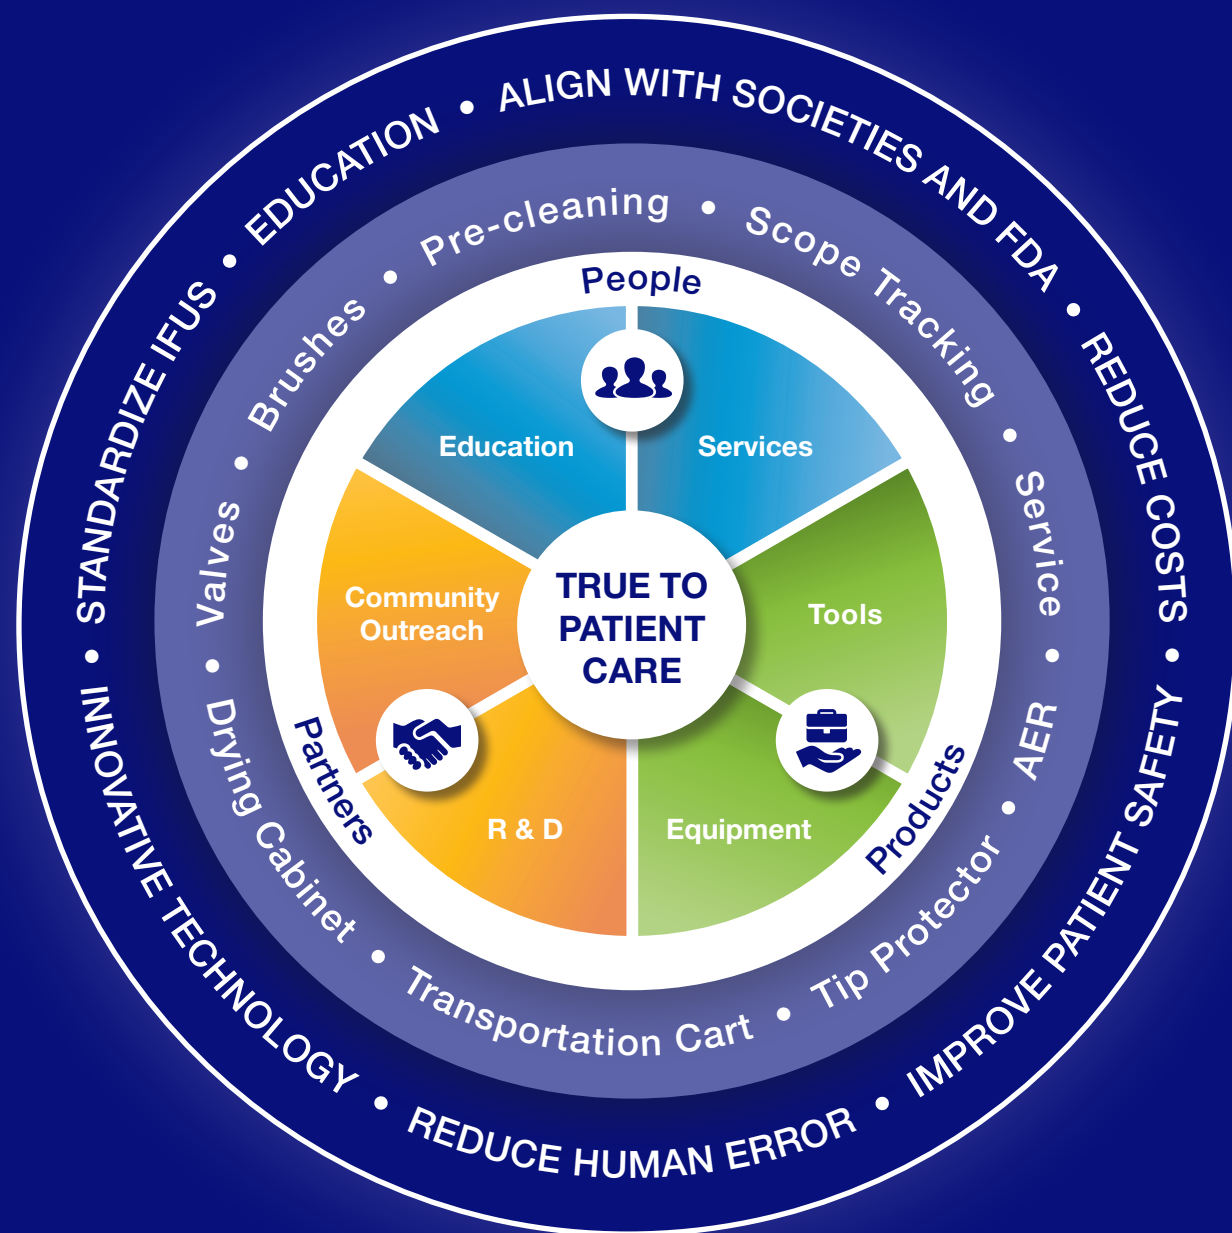 ALIGN WITH SOCIETIES AND FDA • REDUCE COSTS • IMPROVE PATIENT SAFETY • REDUCE HUMAN ERROR • INNOVATIVE TECHNOLOGY • STANDARDIZE IFUS • EDUCATION •
Pre-cleaning • Scope Tracking • Service • AER • Tip Protector • Transportation Cart • Drying Cabinet • Valves • Brushes •
People
Education
Services
Community
Outreach
TRUE TO
PATIENT
CARE
Tools
Partners
Products
R & D
Equipment